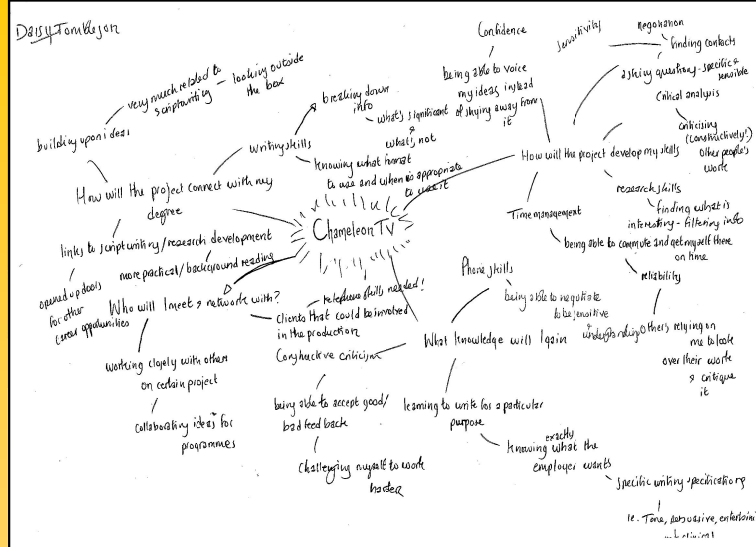 Daisy Tombleson
very much related to
scriptwriting - looking outside
the box
building upon ideas
writing skills
breaking down
info
what's significant
&
what's not
knowing what format
to use and when is appropriate
to use it
How will the project connect with my
degree
links to scriptwriting/research development
more practical/background reading
opened up doors
for other
career opportunities
Chameleon TV
Confidence
being able to voice
my ideas instead
of shying away from
it
sensitivity
negotiation
finding contacts
asking questions - specific &
sensible
Critical analysis
criticising
(constructively!)
other people's
work
How will the project develop my skills
research skills
finding what is
interesting - filtering info
Time management
being able to commute and get myself there
on time
reliability
Others relying on
me to look
over their work
& critique
it
Who will I meet & network with?
telephone skills needed!
Clients that could be involved
in the production
working closely with others
on certain project
collaborating ideas for
programmes
Phone skills
being able to negotiate
to be sensitive
&
understanding
What knowledge will I gain
Constructive criticism
being able to accept good/
bad feedback
challenging myself to work
harder
learning to write for a particular
purpose
exactly
knowing what the
employer wants
specific writing specifications
ie. Tone, persuasive,